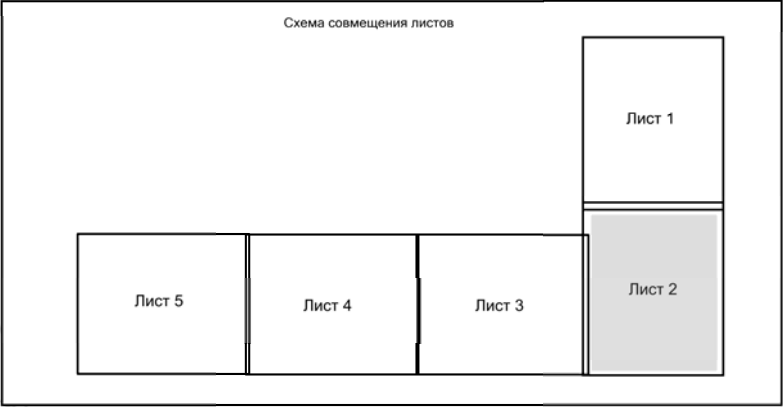 Схема совмещения листов
Лист 1
Лист 5
Лист 4
Лист 3
Лист 2